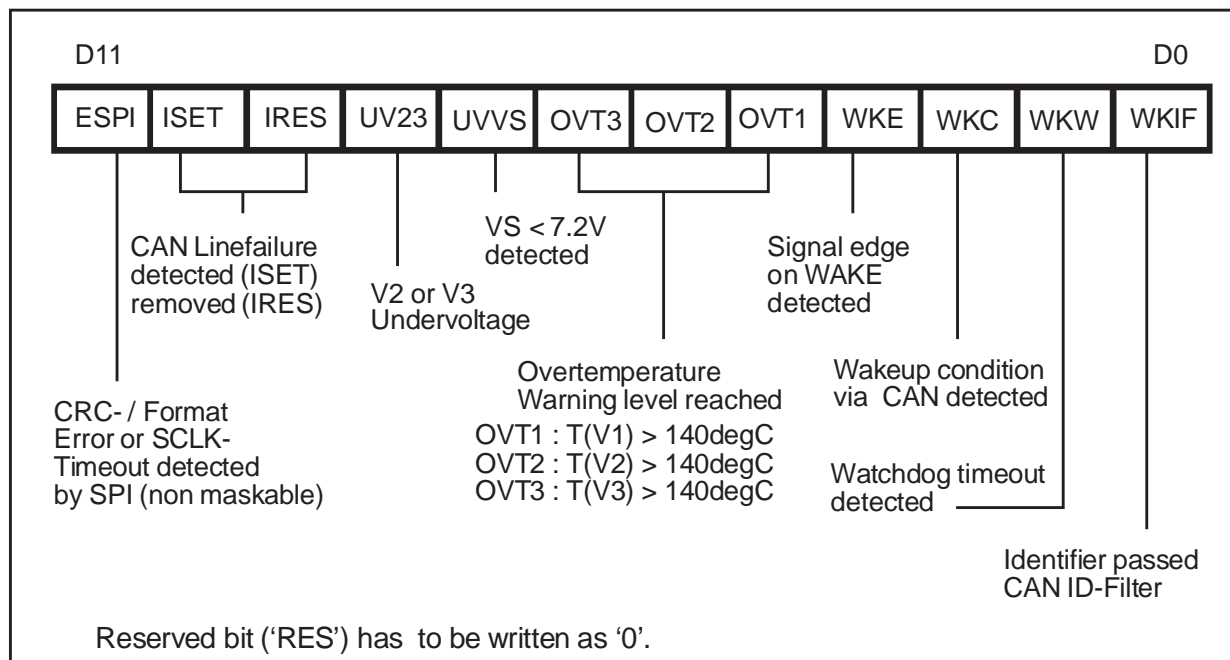 D11 D0
ESPI ISET IRES UV23 UVVS OVT3 OVT2 OVT1 WKE WKC WKW WKIF
CAN Linefailure
detected (ISET)
removed (IRES)
V2 or V3
Undervoltage
VS < 7.2V
detected
Signal edge
on WAKE
detected
CRC- / Format
Error or SCLK-
Timeout detected
by SPI (non maskable)
Overtemperature
Warning level reached
OVT1 : T(V1) > 140degC
OVT2 : T(V2) > 140degC
OVT3 : T(V3) > 140degC
Wakeup condition
via CAN detected
Watchdog timeout
detected
Identifier passed
CAN ID-Filter
Reserved bit (‘RES’) has to be written as ‘0’.